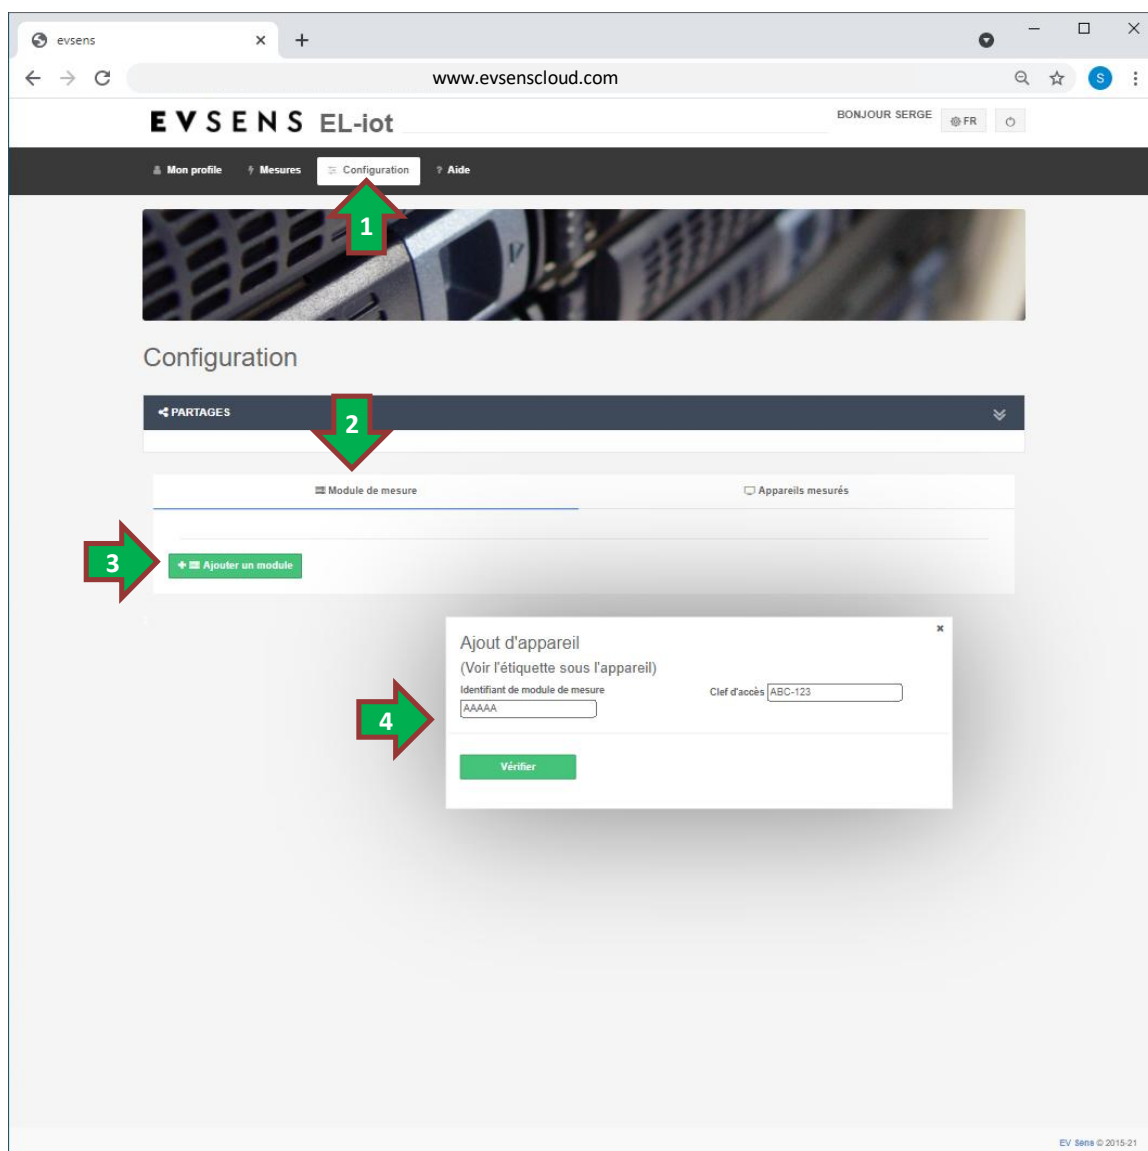 evsens
www.evsenscloud.com
S
EVSENS EL-iot
BONJOUR SERGE
FR
Mon profile
Mesures
Configuration
? Aide
1
Configuration
PARTAGES
2
Module de mesure
Appareils mesurés
3
+ Ajouter un module
Ajout d'appareil
(Voir l'étiquette sous l'appareil)
Identifiant de module de mesure
Clef d'accès ABC-123
AAAAA
4
Vérifier
EV Sens © 2015-21